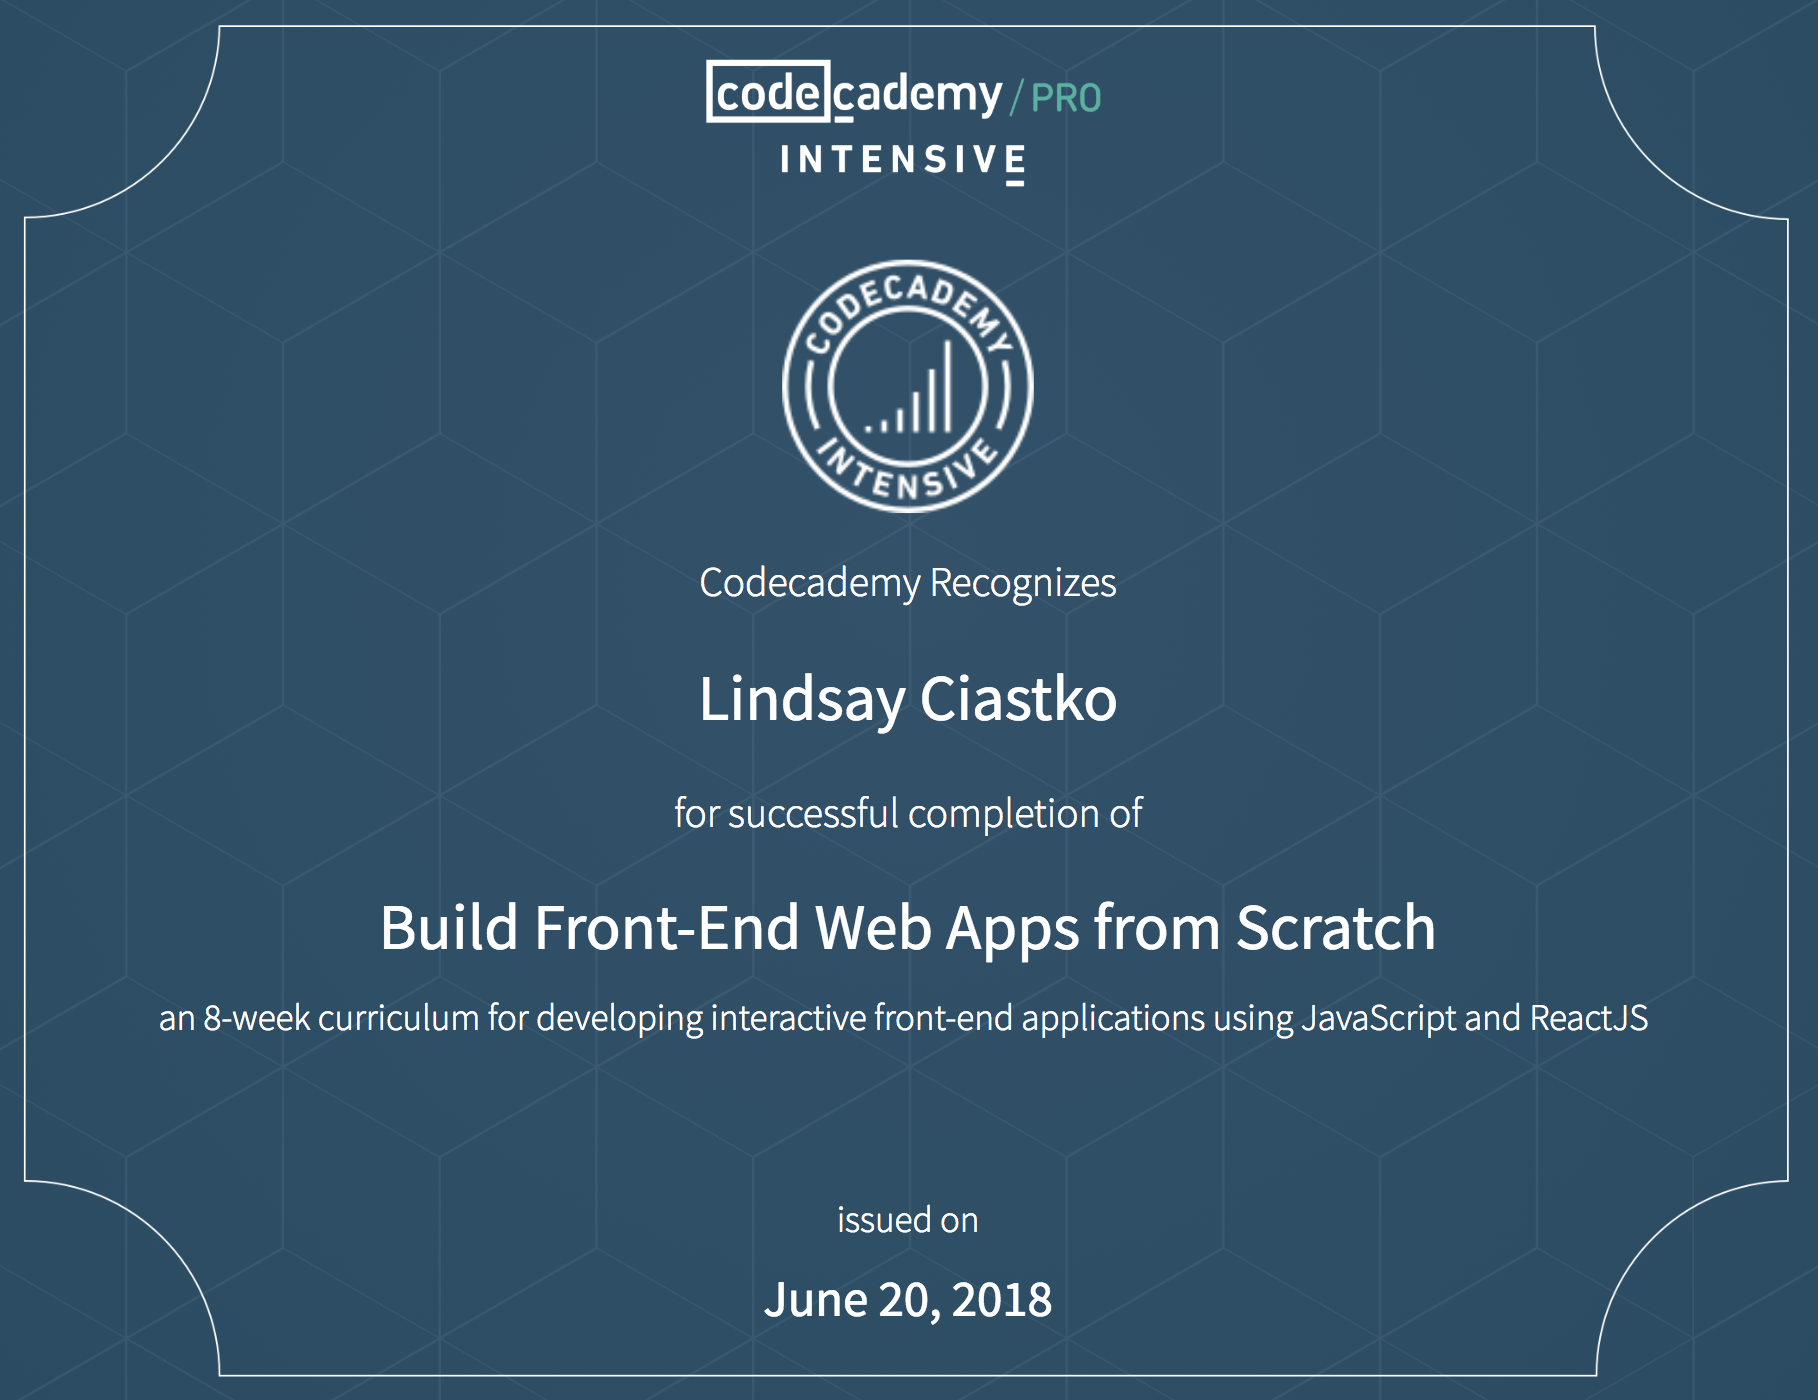 codecademy / PRO
INTENSIVE
CODECADEMY
INTENSIVE
Codecademy Recognizes
Lindsay Ciastko
for successful completion of
Build Front-End Web Apps from Scratch
an 8-week curriculum for developing interactive front-end applications using JavaScript and ReactJS
issued on
June 20, 2018